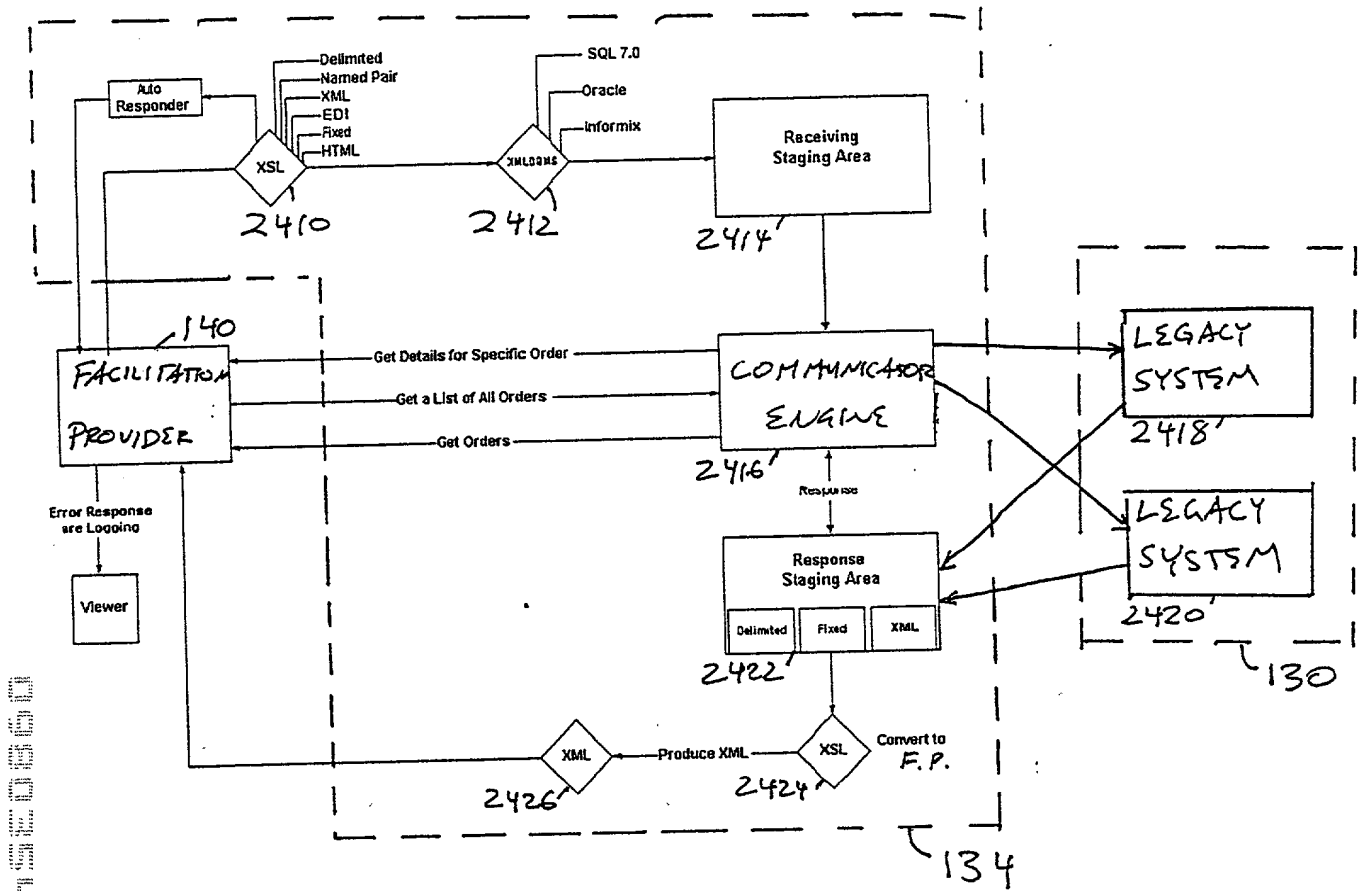 Delimited
Named Pair
XML
EDI
Fixed
HTML
SQL 7.0
Oracle
Informix
Auto
Responder
XSL
XMLDBMS
Receiving
Staging Area
2410
2412
2414
140
FACILITATION
PROVIDER
Get Details for Specific Order
Get a List of All Orders
Get Orders
COMMUNICATOR
ENGINE
2416
LEGACY
SYSTEM
2418
LEGACY
SYSTEM
2420
130
Error Response
are Logging
Viewer
Response
Response
Staging Area
Delimited
Fixed
XML
2422
XML
Produce XML
XSL
Convert to
F.P.
2426
2424
134